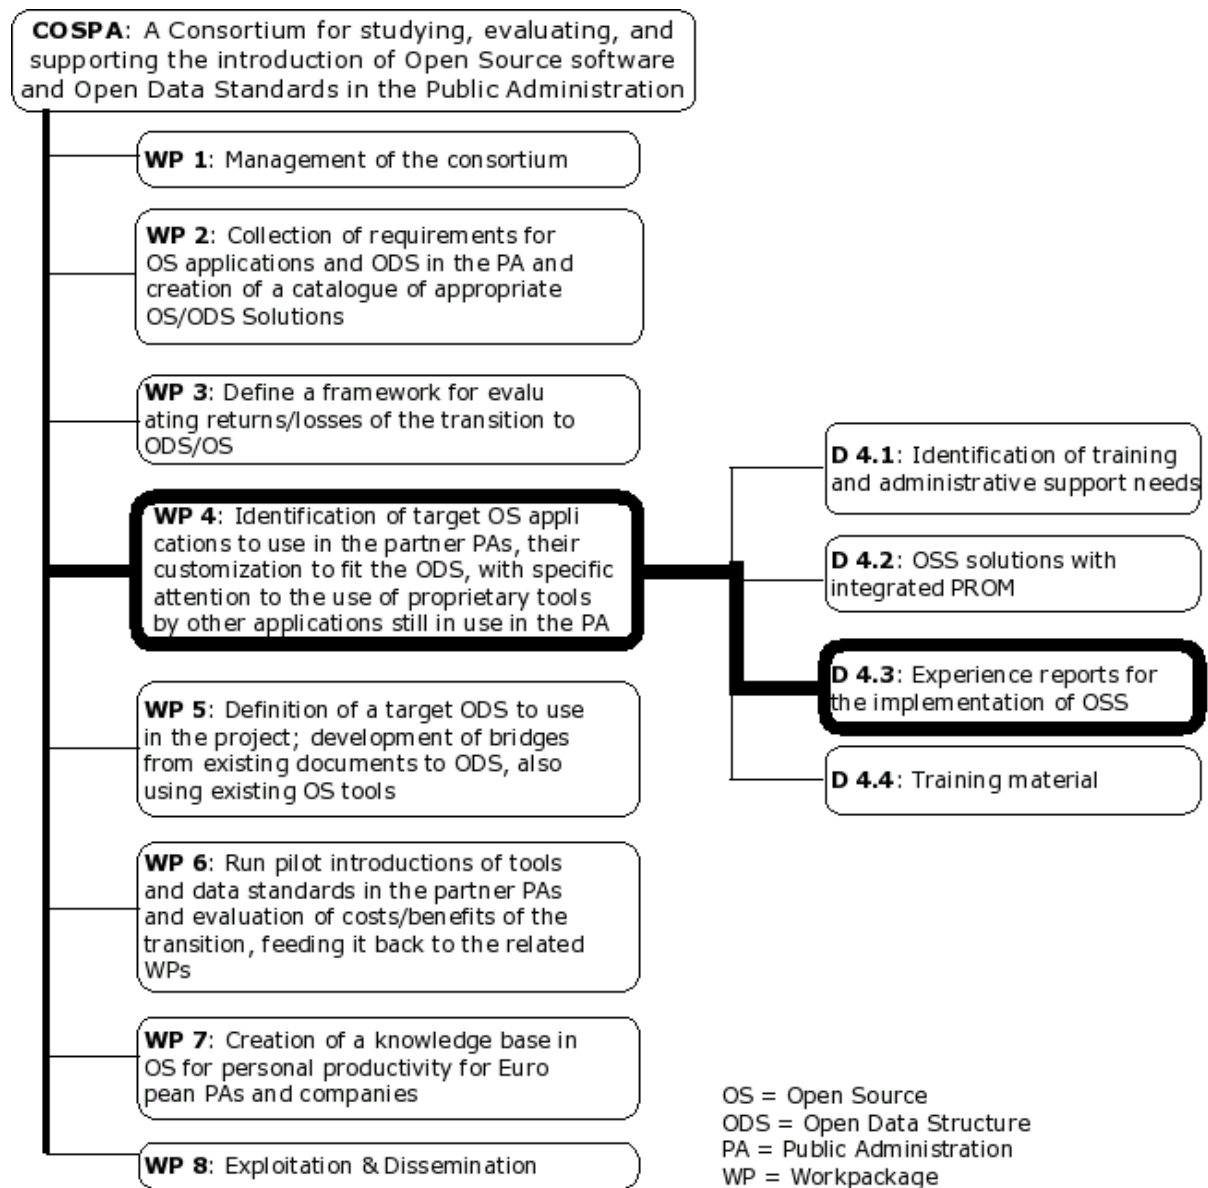 COSPA: A Consortium for studying, evaluating, and
supporting the introduction of Open Source software
and Open Data Standards in the Public Administration
WP 1: Management of the consortium
WP 2: Collection of requirements for
OS applications and ODS in the PA and
creation of a catalogue of appropriate
OS/ODS Solutions
WP 3: Define a framework for evalu
ating returns/losses of the transition to
ODS/OS
WP 4: Identification of target OS appli
cations to use in the partner PAs, their
customization to fit the ODS, with specific
attention to the use of proprietary tools
by other applications still in use in the PA
WP 5: Definition of a target ODS to use
in the project; development of bridges
from existing documents to ODS, also
using existing OS tools
WP 6: Run pilot introductions of tools
and data standards in the partner PAs
and evaluation of costs/benefits of the
transition, feeding it back to the related
WPs
WP 7: Creation of a knowledge base in
OS for personal productivity for Euro
pean PAs and companies
WP 8: Exploitation & Dissemination
D 4.1: Identification of training
and administrative support needs
D 4.2: OSS solutions with
integrated PROM
D 4.3: Experience reports for
the implementation of OSS
D 4.4: Training material
OS = Open Source
ODS = Open Data Structure
PA = Public Administration
WP = Workpackage